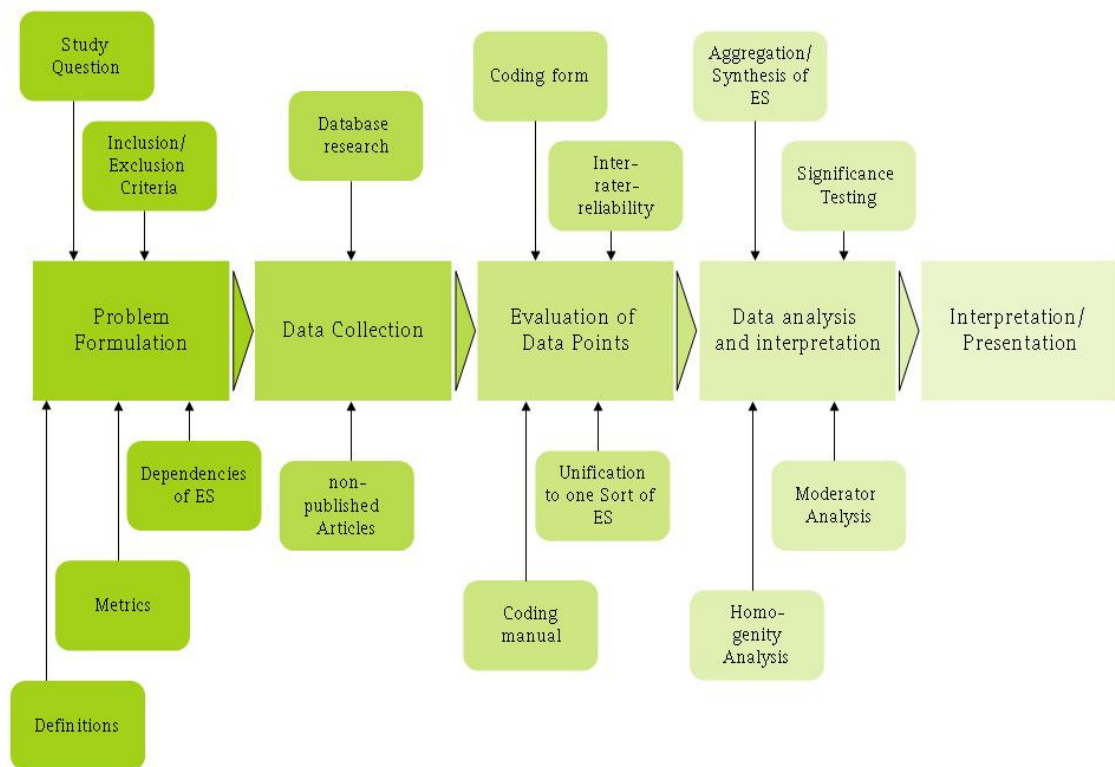 Study
Question
Inclusion/
Exclusion
Criteria
Database
research
Coding form
Inter-
rater-
reliability
Aggregation/
Synthesis of
ES
Significance
Testing
Problem
Formulation
Data Collection
Evaluation of
Data Points
Data analysis
and interpretation
Interpretation/
Presentation
Dependencies
of ES
Metrics
Definitions
non-
published
Articles
Unification
to one Sort of
ES
Coding
manual
Moderator
Analysis
Homo-
genity
Analysis